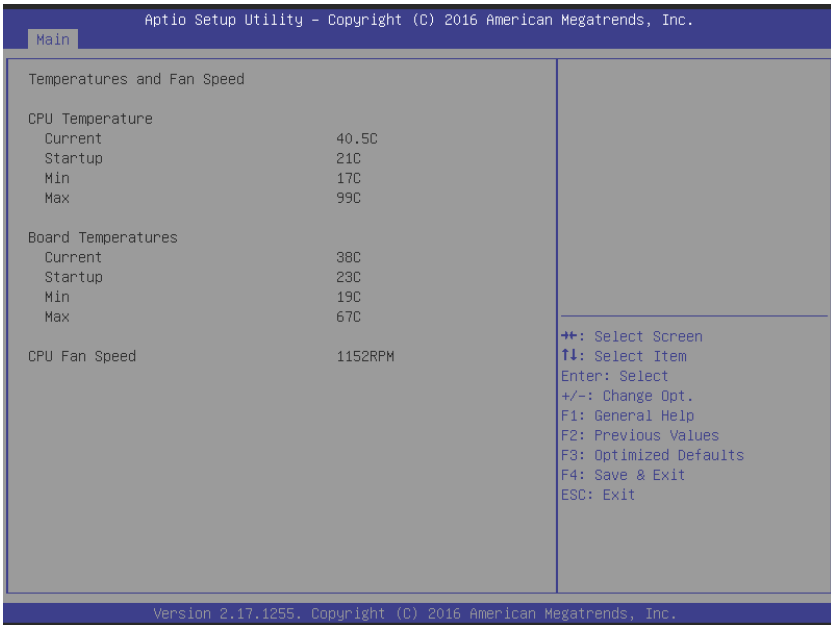 Aptio Setup Utility – Copyright (C) 2016 American Megatrends, Inc.
Main
Temperatures and Fan Speed
CPU Temperature
Current 40.5C
Startup 21C
Min 17C
Max 99C
Board Temperatures
Current 38C
Startup 23C
Min 19C
Max 67C
CPU Fan Speed 1152RPM
→←: Select Screen
↑↓: Select Item
Enter: Select
+/-: Change Opt.
F1: General Help
F2: Previous Values
F3: Optimized Defaults
F4: Save & Exit
ESC: Exit
Version 2.17.1255. Copyright (C) 2016 American Megatrends, Inc.